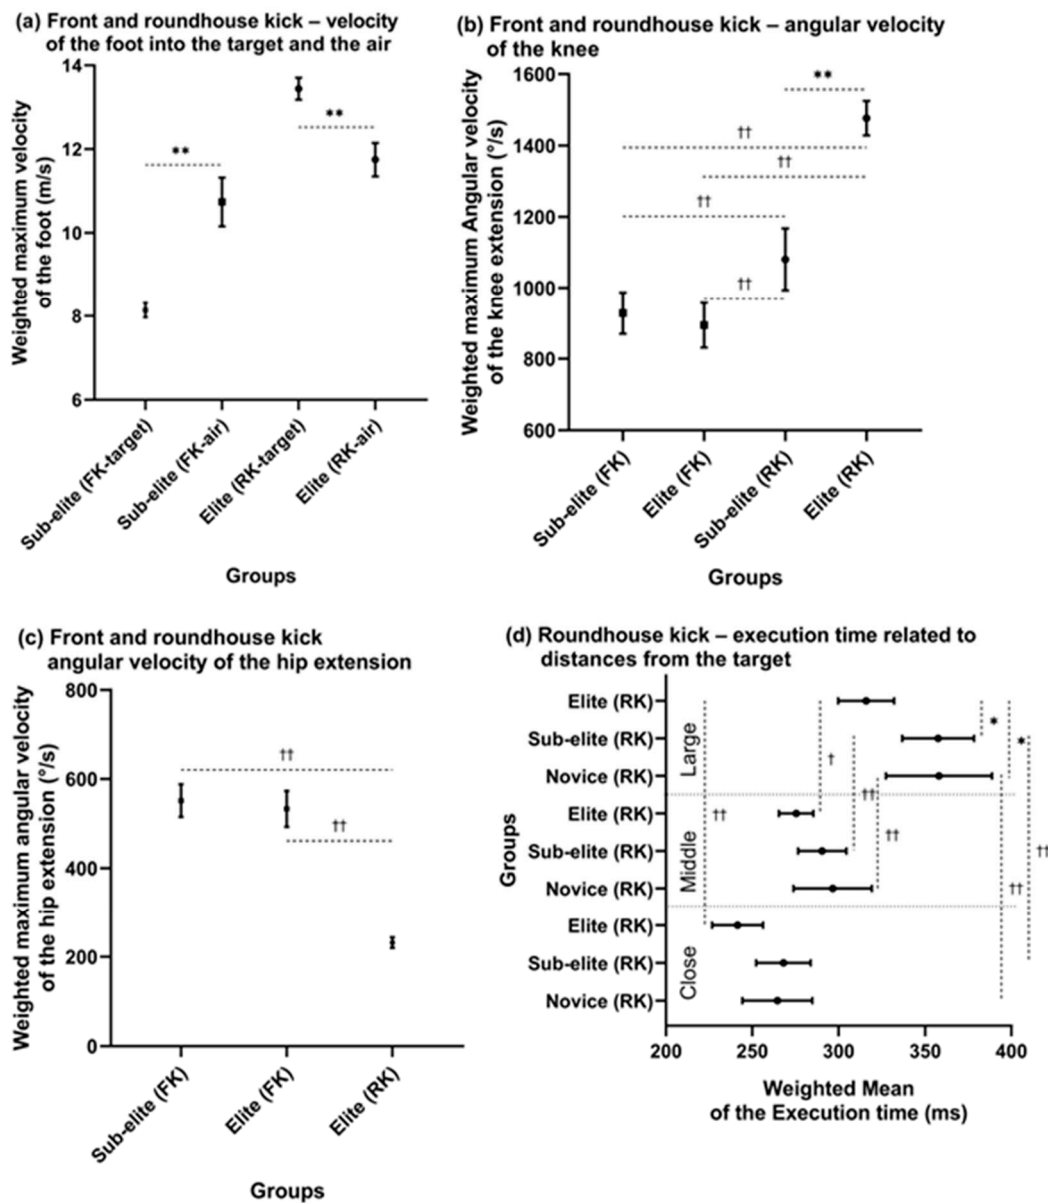 (a) Front and roundhouse kick – velocity
of the foot into the target and the air
Weighted maximum velocity
of the foot (m/s)
14
12
10
8
6
**
**
Sub-elite (FK-target)
Sub-elite (FK-air)
Elite (RK-target)
Elite (RK-air)
Groups
(b) Front and roundhouse kick – angular velocity
of the knee
Weighted maximum Angular velocity
of the knee extension (°/s)
1600
1400
1200
1000
800
600
**
††
††
††
††
Sub-elite (FK)
Elite (FK)
Sub-elite (RK)
Elite (RK)
Groups
(c) Front and roundhouse kick
angular velocity of the hip extension
Weighted maximum angular velocity
of the hip extension (°/s)
800
600
400
200
0
††
††
Sub-elite (FK)
Elite (FK)
Elite (RK)
Groups
(d) Roundhouse kick – execution time related to
distances from the target
Groups
Large
Elite (RK)
Sub-elite (RK)
Novice (RK)
Middle
Elite (RK)
Sub-elite (RK)
Novice (RK)
Close
Elite (RK)
Sub-elite (RK)
Novice (RK)
*
*
†
††
††
††
††
††
200
250
300
350
400
Weighted Mean
of the Execution time (ms)